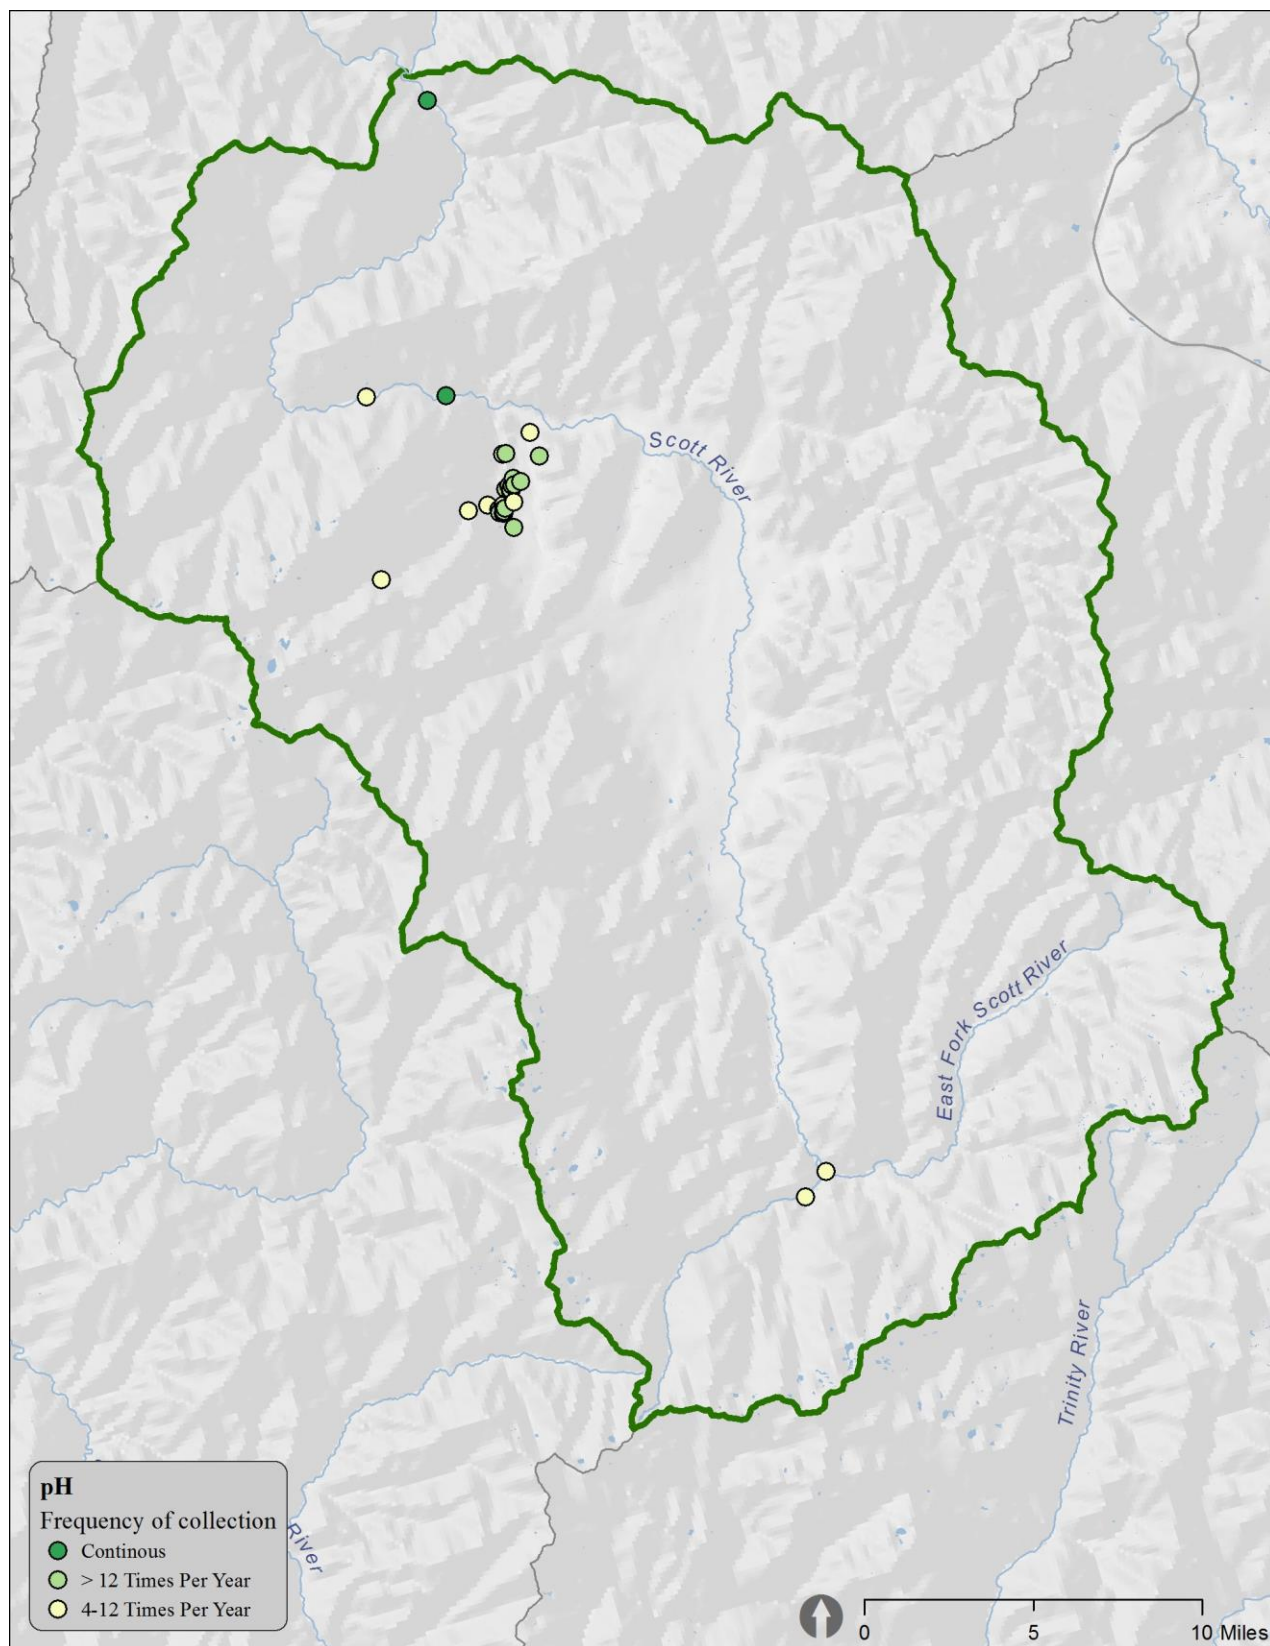 Scott River
East Fork Scott River
Trinity River
River
pH
Frequency of collection
Continous
> 12 Times Per Year
4-12 Times Per Year
0 5 10 Miles